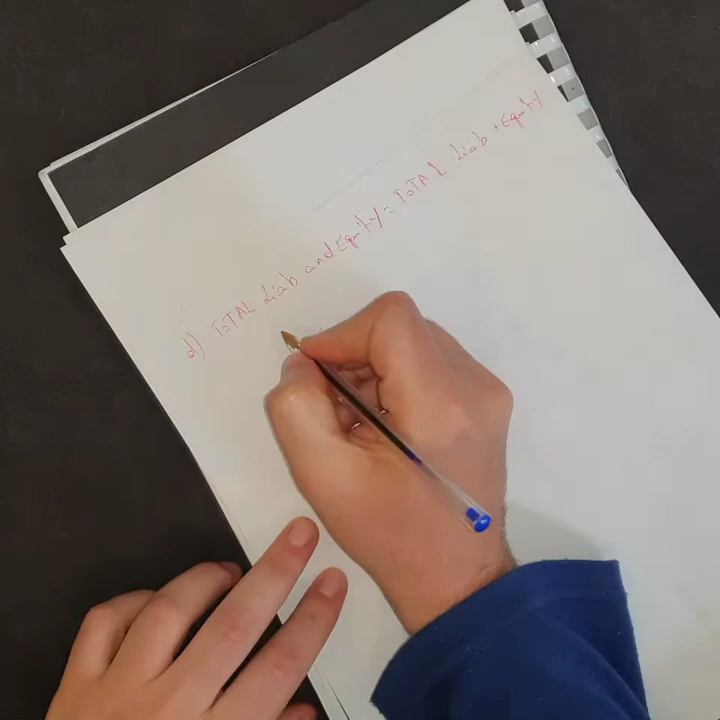 d) TOTAL Liab and Equity = TOTAL Liab + Equity